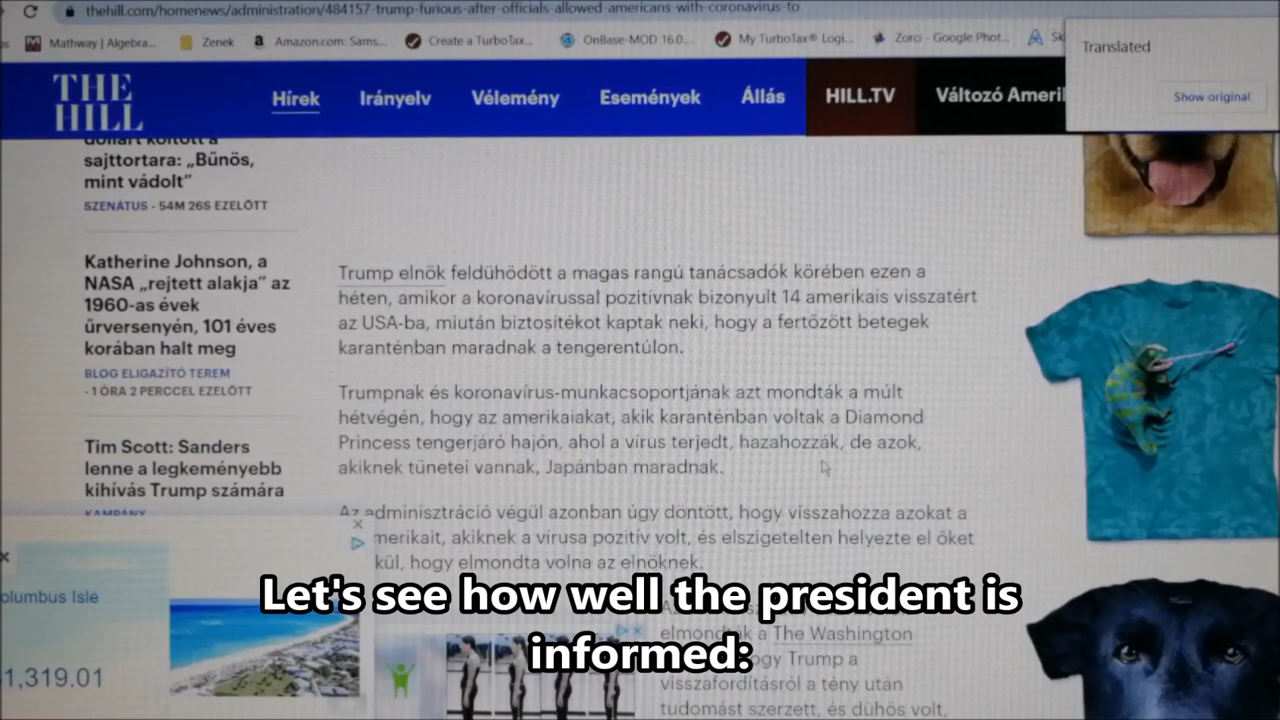 thehill.com/homenews/administration/484157-trump-furious-after-officials-allowed-americans-with-coronavirus-to
Mathway | Algebra...
Zenek
Amazon.com: Sams...
Create a TurboTax...
OnBase-MOD 16.0...
My TurboTax® Logi...
Zorci - Google Phot...
Sk
Translated
Show original
THE
HILL
Hírek
Irányelv
Vélemény
Események
Állás
HILL.TV
Változó Ameril
dollárt költött a
sajttortara: „Bűnös,
mint vádolt”
SZENÁTUS - 54M 26S EZELŐTT
Katherine Johnson, a
NASA „rejtett alakja” az
1960-as évek
űrversenyén, 101 éves
korában halt meg
BLOG ELIGAZÍTÓ TEREM
- 1 ÓRA 2 PERCCEL EZELŐTT
Tim Scott: Sanders
lenne a legkeményebb
kihívás Trump számára
KAMPÁNY
Trump elnök feldühödött a magas rangú tanácsadók körében ezen a
héten, amikor a koronavírussal pozitívnak bizonyult 14 amerikais visszatért
az USA-ba, miután biztosítékot kaptak neki, hogy a fertőzött betegek
karanténban maradnak a tengerentúlon.
Trumpnak és koronavírus-munkacsoportjának azt mondták a múlt
hétvégén, hogy az amerikaiakat, akik karanténban voltak a Diamond
Princess tengerjáró hajón, ahol a vírus terjedt, hazahozzák, de azok,
akiknek tünetei vannak, Japánban maradnak.
Az adminisztráció végül azonban úgy döntött, hogy visszahozza azokat a
merikait, akiknek a vírusa pozitív volt, és elszigetelten helyezte el őket
kül, hogy elmondta volna az elnöknek.
elmondták a The Washington
ogy Trump a
visszafordításról a tény után
tudomást szerzett, és dühös volt,
olumbus Isle
1,319.01
Let's see how well the president is
informed: